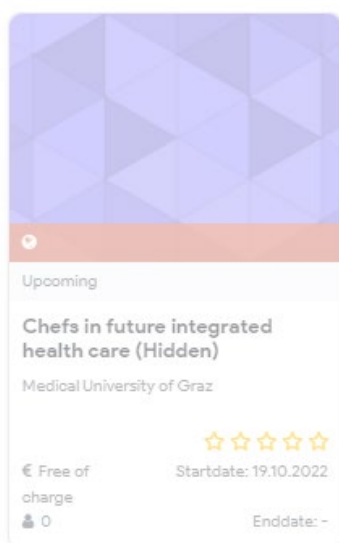 Upcoming
Chefs in future integrated
health care (Hidden)
Medical University of Graz
€ Free of
charge
Startdate: 19.10.2022
0
Enddate: -